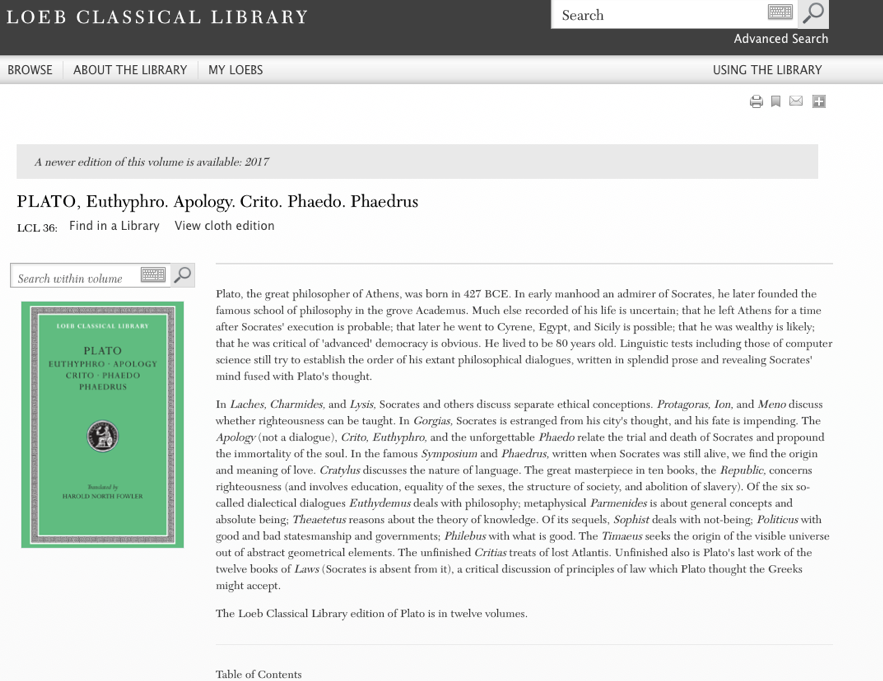 LOEB CLASSICAL LIBRARY
Search
Advanced Search
BROWSE
ABOUT THE LIBRARY
MY LOEBS
USING THE LIBRARY
A newer edition of this volume is available: 2017
PLATO, Euthyphro. Apology. Crito. Phaedo. Phaedrus
LCL 36: Find in a Library View cloth edition
Search within volume
LOEB CLASSICAL LIBRARY
PLATO
EUTHYPHRO · APOLOGY
CRITO · PHAEDO
PHAEDRUS
Translated by
HAROLD NORTH FOWLER
Plato, the great philosopher of Athens, was born in 427 BCE. In early manhood an admirer of Socrates, he later founded the
famous school of philosophy in the grove Academus. Much else recorded of his life is uncertain; that he left Athens for a time
after Socrates' execution is probable; that later he went to Cyrene, Egypt, and Sicily is possible; that he was wealthy is likely;
that he was critical of 'advanced' democracy is obvious. He lived to be 80 years old. Linguistic tests including those of computer
science still try to establish the order of his extant philosophical dialogues, written in splendid prose and revealing Socrates'
mind fused with Plato's thought.
In Laches, Charmides, and Lysis, Socrates and others discuss separate ethical conceptions. Protagoras, Ion, and Meno discuss
whether righteousness can be taught. In Gorgias, Socrates is estranged from his city's thought, and his fate is impending. The
Apology (not a dialogue), Crito, Euthyphro, and the unforgettable Phaedo relate the trial and death of Socrates and propound
the immortality of the soul. In the famous Symposium and Phaedrus, written when Socrates was still alive, we find the origin
and meaning of love. Cratylus discusses the nature of language. The great masterpiece in ten books, the Republic, concerns
righteousness (and involves education, equality of the sexes, the structure of society, and abolition of slavery). Of the six so-
called dialectical dialogues Euthydemus deals with philosophy; metaphysical Parmenides is about general concepts and
absolute being; Theaetetus reasons about the theory of knowledge. Of its sequels, Sophist deals with not-being; Politicus with
good and bad statesmanship and governments; Philebus with what is good. The Timaeus seeks the origin of the visible universe
out of abstract geometrical elements. The unfinished Critias treats of lost Atlantis. Unfinished also is Plato's last work of the
twelve books of Laws (Socrates is absent from it), a critical discussion of principles of law which Plato thought the Greeks
might accept.
The Loeb Classical Library edition of Plato is in twelve volumes.
Table of Contents